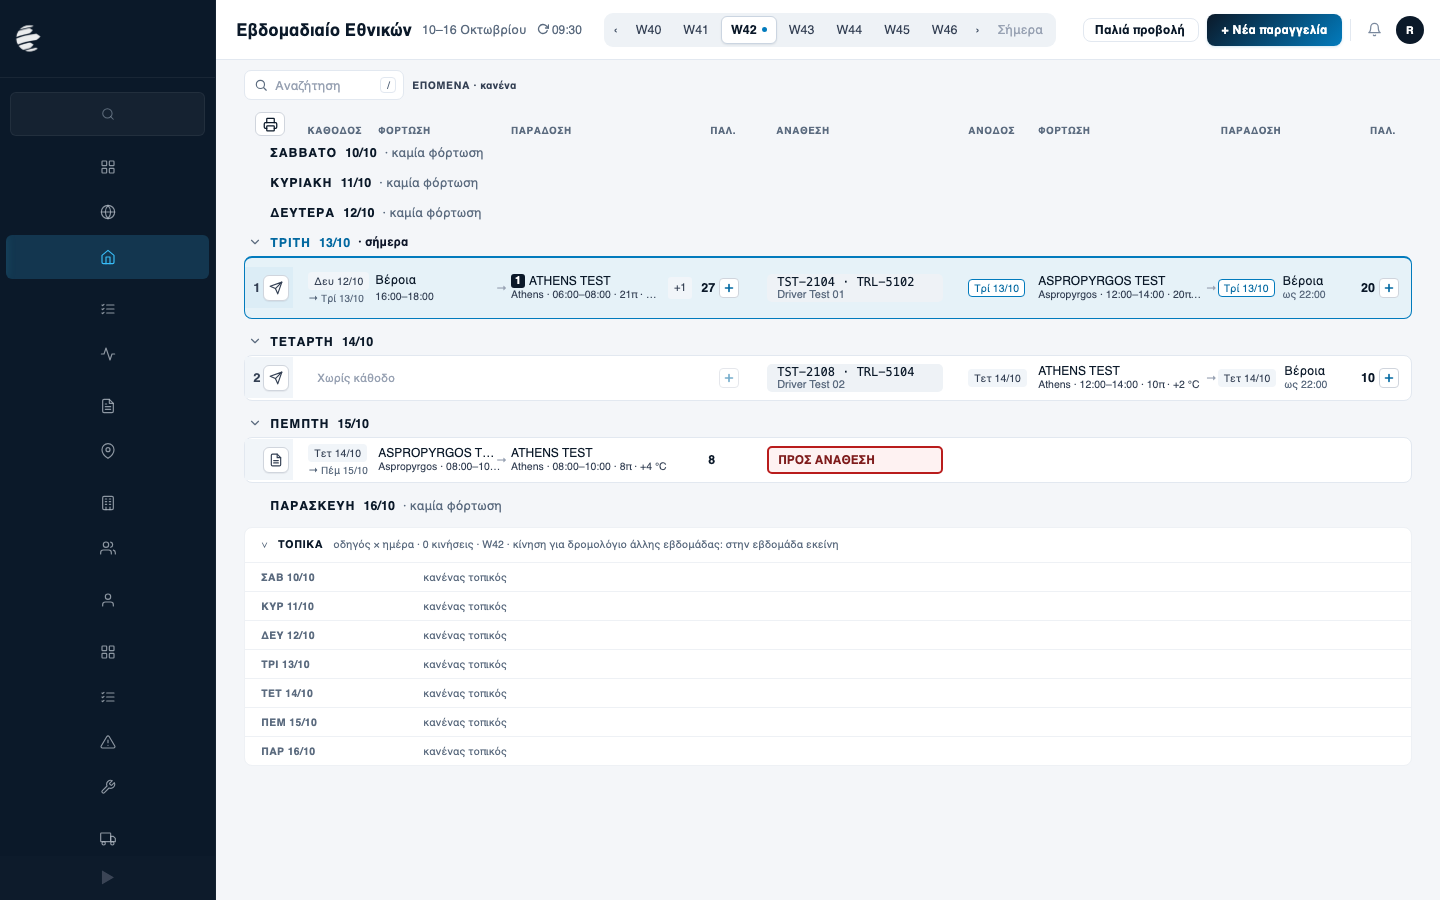 Εβδομαδιαίο Εθνικών 10–16 Οκτωβρίου 09:30 ‹ W40 W41 W42 W43 W44 W45 W46 › Σήμερα Παλιά προβολή + Νέα παραγγελία R
Αναζήτηση / ΕΠΟΜΕΝΑ · κανένα
ΚΑΘΟΔΟΣ ΦΟΡΤΩΣΗ ΠΑΡΑΔΟΣΗ ΠΑΛ. ΑΝΑΘΕΣΗ ΑΝΟΔΟΣ ΦΟΡΤΩΣΗ ΠΑΡΑΔΟΣΗ ΠΑΛ.
ΣΑΒΒΑΤΟ 10/10 · καμία φόρτωση
ΚΥΡΙΑΚΗ 11/10 · καμία φόρτωση
ΔΕΥΤΕΡΑ 12/10 · καμία φόρτωση
ΤΡΙΤΗ 13/10 · σήμερα
1 Δευ 12/10 Βέροια → 1 ATHENS TEST +1 27 + TST–2104 · TRL–5102 Τρί 13/10 ASPROPYRGOS TEST → Τρί 13/10 Βέροια 20 +
→ Τρί 13/10 16:00–18:00 Athens · 06:00–08:00 · 21π · … Driver Test 01 Aspropyrgos · 12:00–14:00 · 20π… ως 22:00
ΤΕΤΑΡΤΗ 14/10
2 Χωρίς κάθοδο + TST–2108 · TRL–5104 Τετ 14/10 ATHENS TEST → Τετ 14/10 Βέροια 10 +
Driver Test 02 Athens · 12:00–14:00 · 10π · +2 °C ως 22:00
ΠΕΜΠΤΗ 15/10
Τετ 14/10 ASPROPYRGOS T… → ATHENS TEST 8 ΠΡΟΣ ΑΝΑΘΕΣΗ
→ Πέμ 15/10 Aspropyrgos · 08:00–10… Athens · 08:00–10:00 · 8π · +4 °C
ΠΑΡΑΣΚΕΥΗ 16/10 · καμία φόρτωση
ΤΟΠΙΚΑ οδηγός × ημέρα · 0 κινήσεις · W42 · κίνηση για δρομολόγιο άλλης εβδομάδας: στην εβδομάδα εκείνη
ΣΑΒ 10/10 κανένας τοπικός
ΚΥΡ 11/10 κανένας τοπικός
ΔΕΥ 12/10 κανένας τοπικός
ΤΡΙ 13/10 κανένας τοπικός
ΤΕΤ 14/10 κανένας τοπικός
ΠΕΜ 15/10 κανένας τοπικός
ΠΑΡ 16/10 κανένας τοπικός